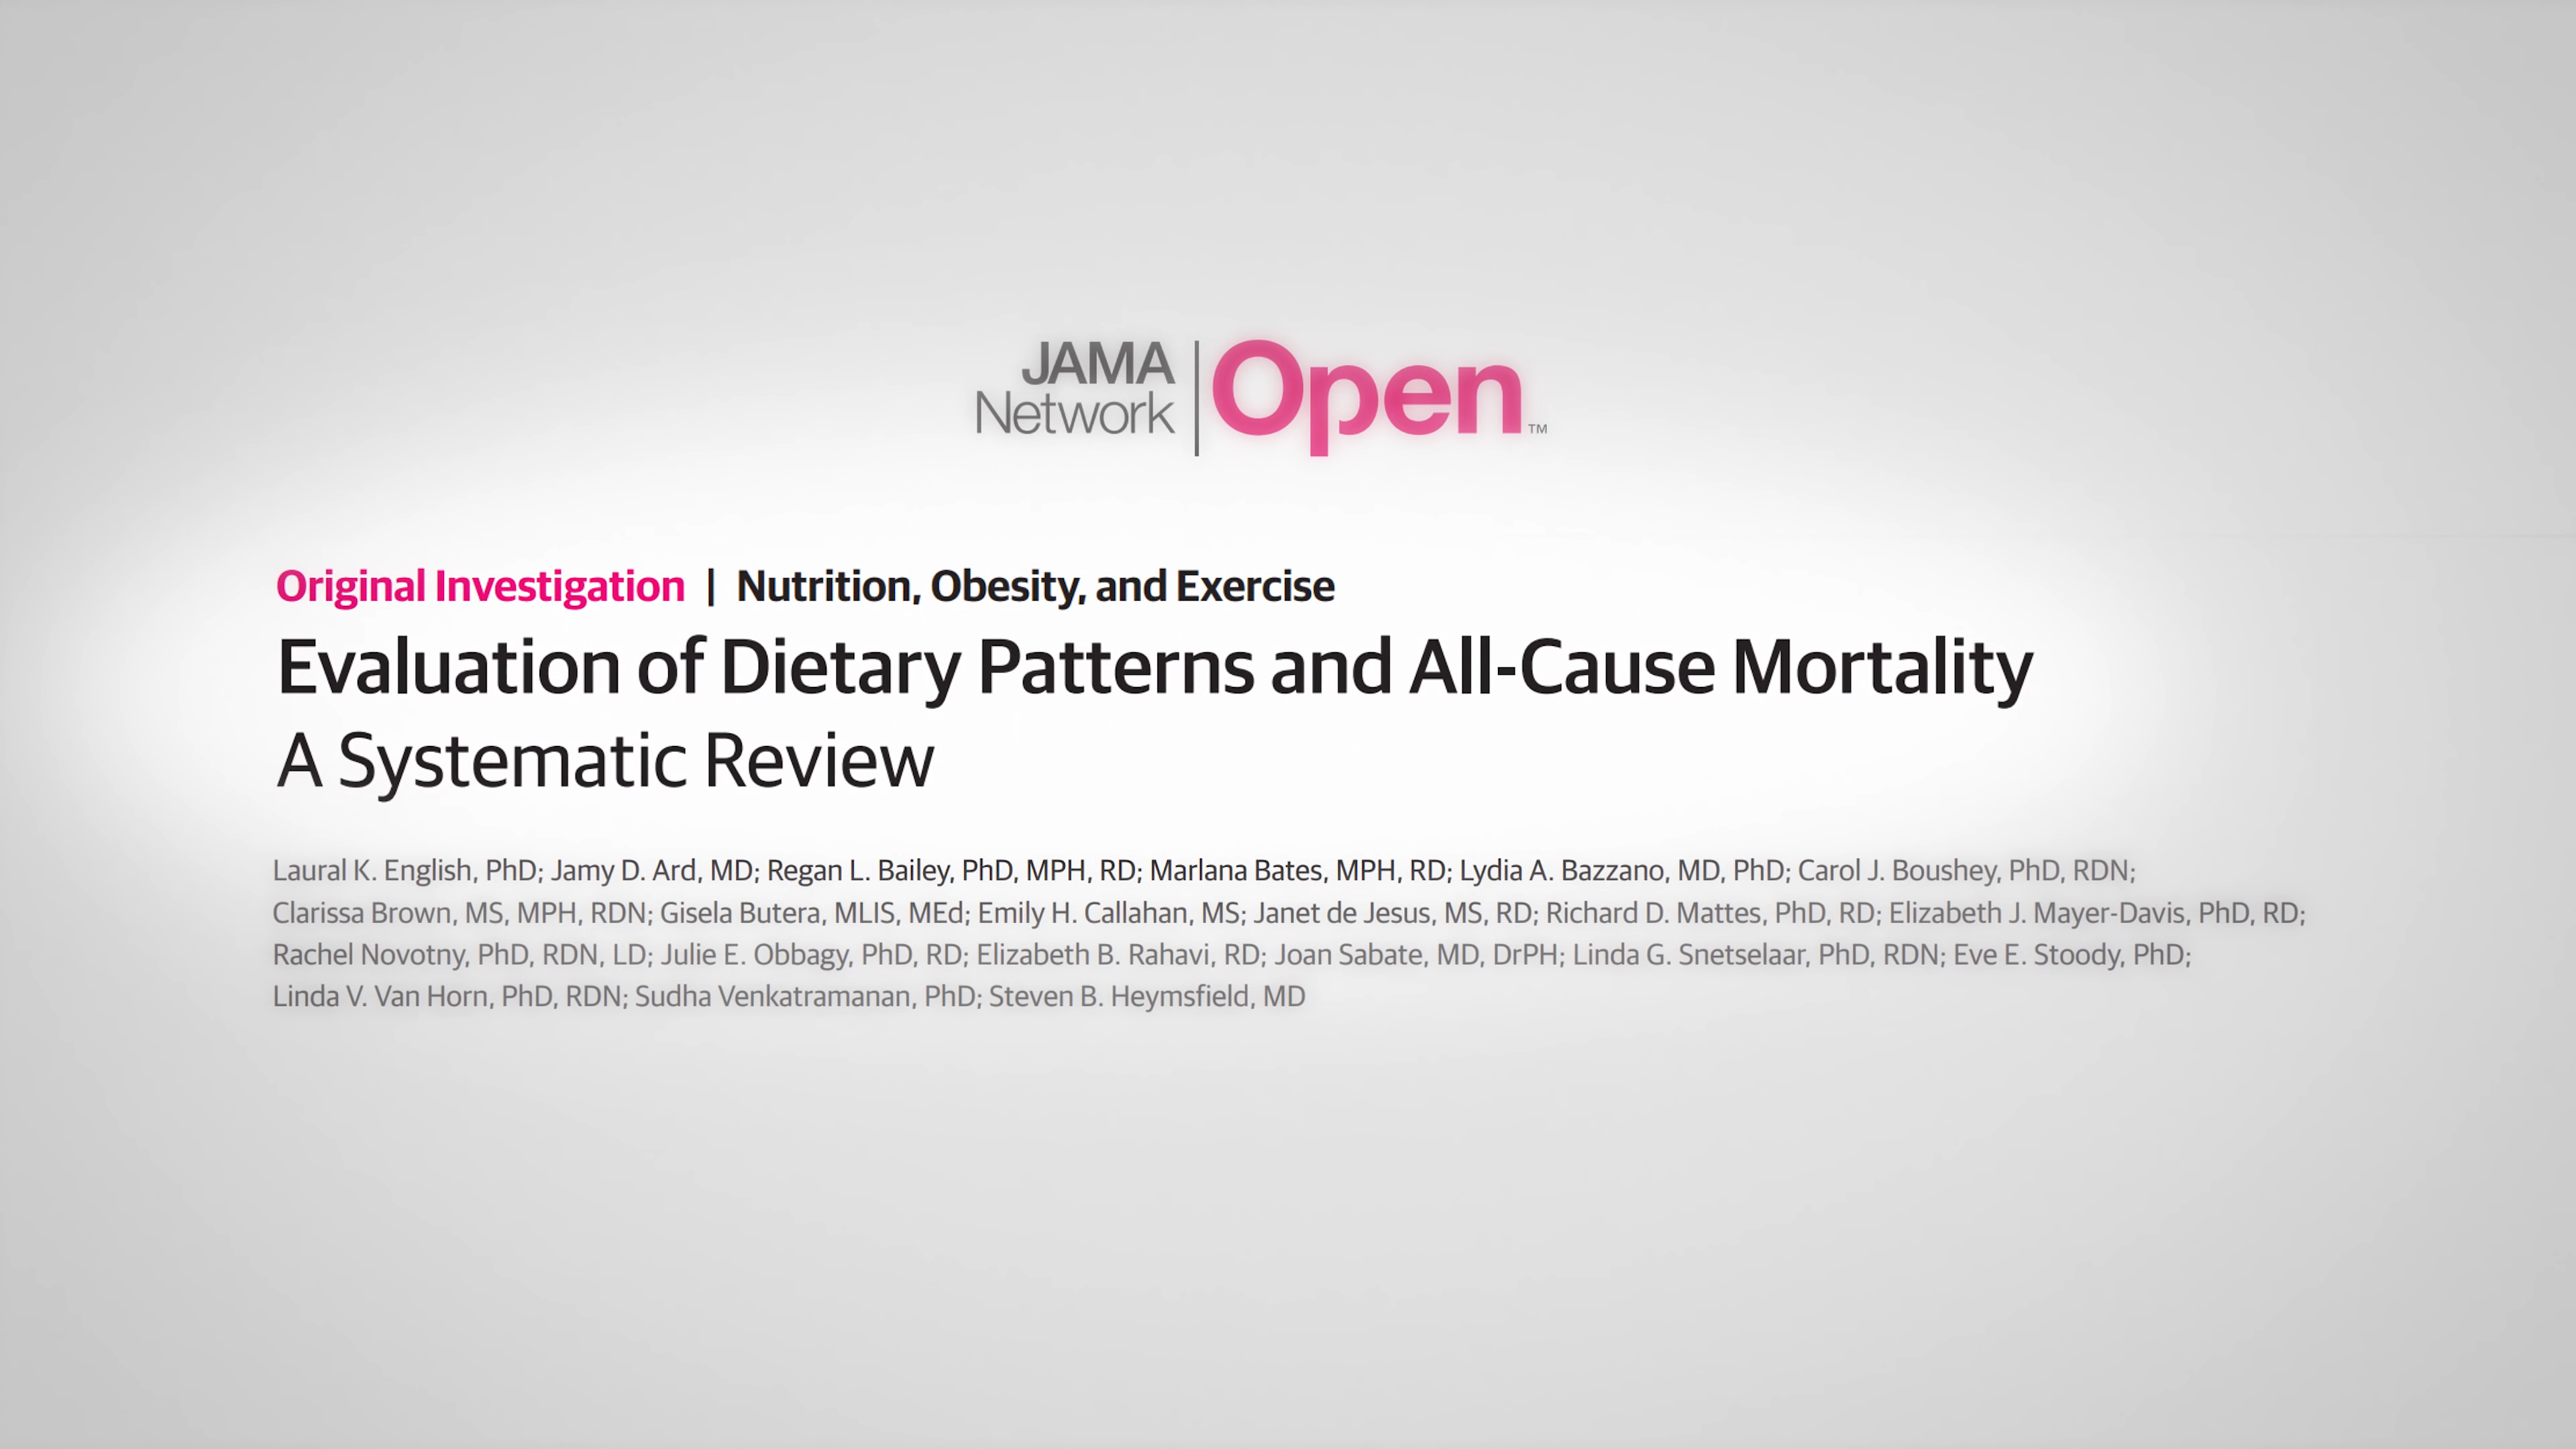 JAMA
Network
Open™
Original Investigation | Nutrition, Obesity, and Exercise
Evaluation of Dietary Patterns and All-Cause Mortality
A Systematic Review
Laural K. English, PhD; Jamy D. Ard, MD; Regan L. Bailey, PhD, MPH, RD; Marlana Bates, MPH, RD; Lydia A. Bazzano, MD, PhD; Carol J. Boushey, PhD, RDN;
Clarissa Brown, MS, MPH, RDN; Gisela Butera, MLIS, MEd; Emily H. Callahan, MS; Janet de Jesus, MS, RD; Richard D. Mattes, PhD, RD; Elizabeth J. Mayer-Davis, PhD, RD;
Rachel Novotny, PhD, RDN, LD; Julie E. Obbagy, PhD, RD; Elizabeth B. Rahavi, RD; Joan Sabate, MD, DrPH; Linda G. Snetselaar, PhD, RDN; Eve E. Stoody, PhD;
Linda V. Van Horn, PhD, RDN; Sudha Venkatramanan, PhD; Steven B. Heymsfield, MD